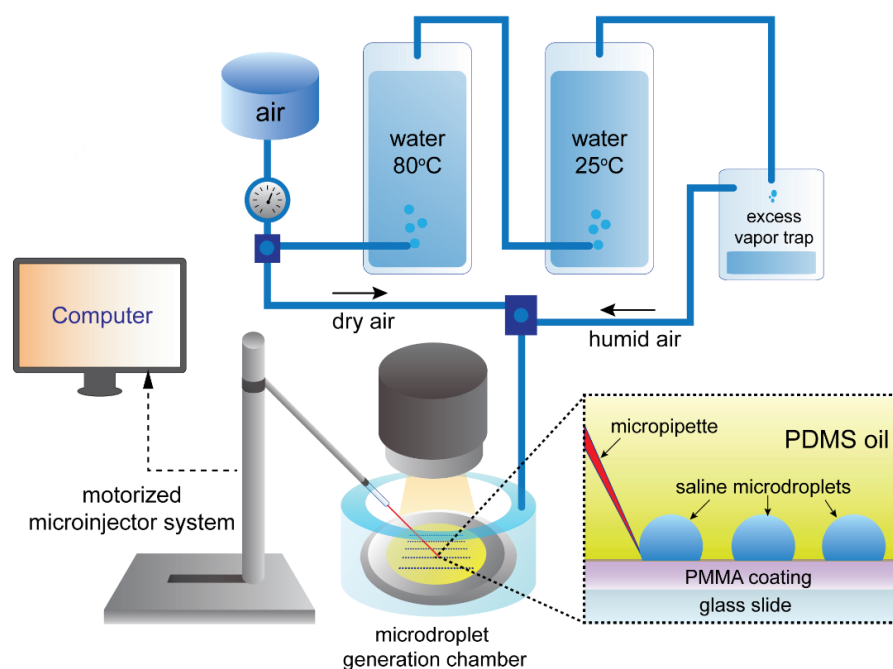 air
water
80°C
water
25°C
excess
vapor trap
Computer
dry air
humid air
micropipette
PDMS oil
saline microdroplets
motorized
microinjector system
PMMA coating
glass slide
microdroplet
generation chamber